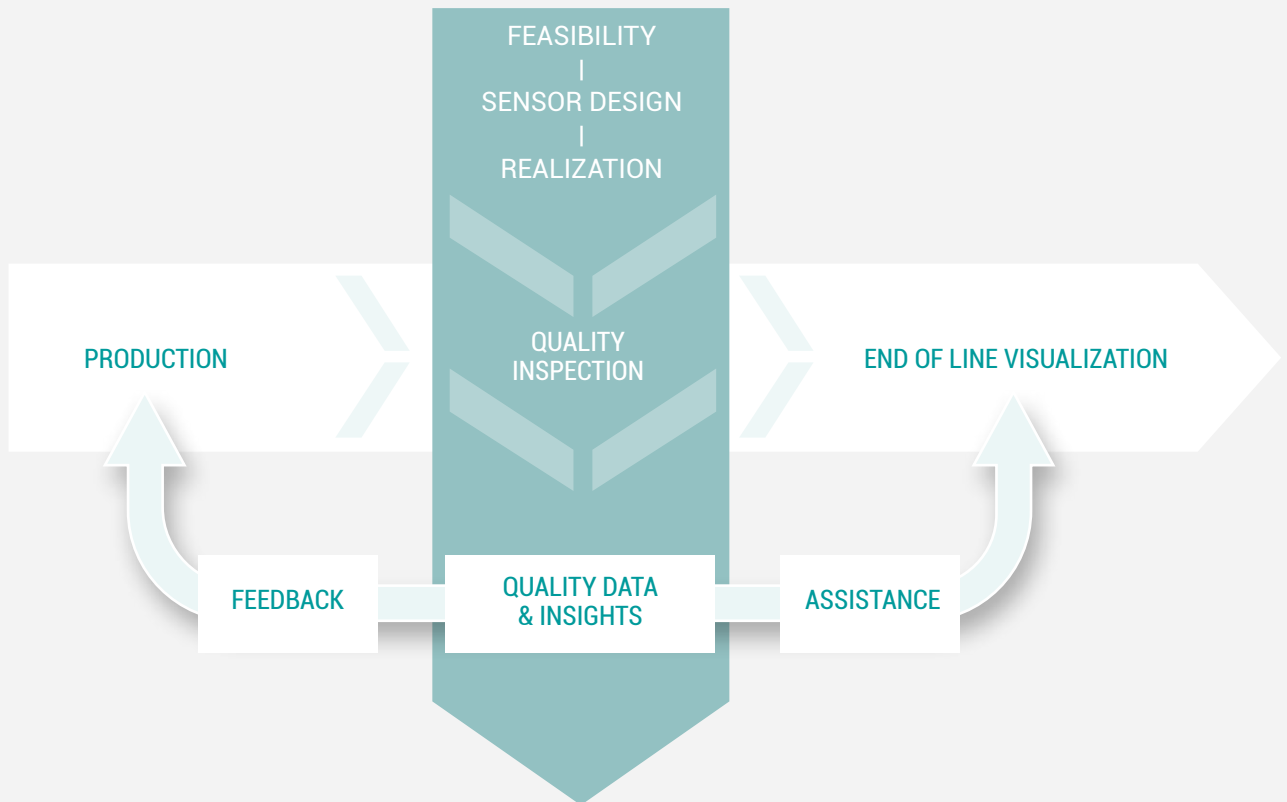 FEASIBILITY
SENSOR DESIGN
REALIZATION
PRODUCTION
QUALITY
INSPECTION
END OF LINE VISUALIZATION
FEEDBACK
QUALITY DATA
& INSIGHTS
ASSISTANCE